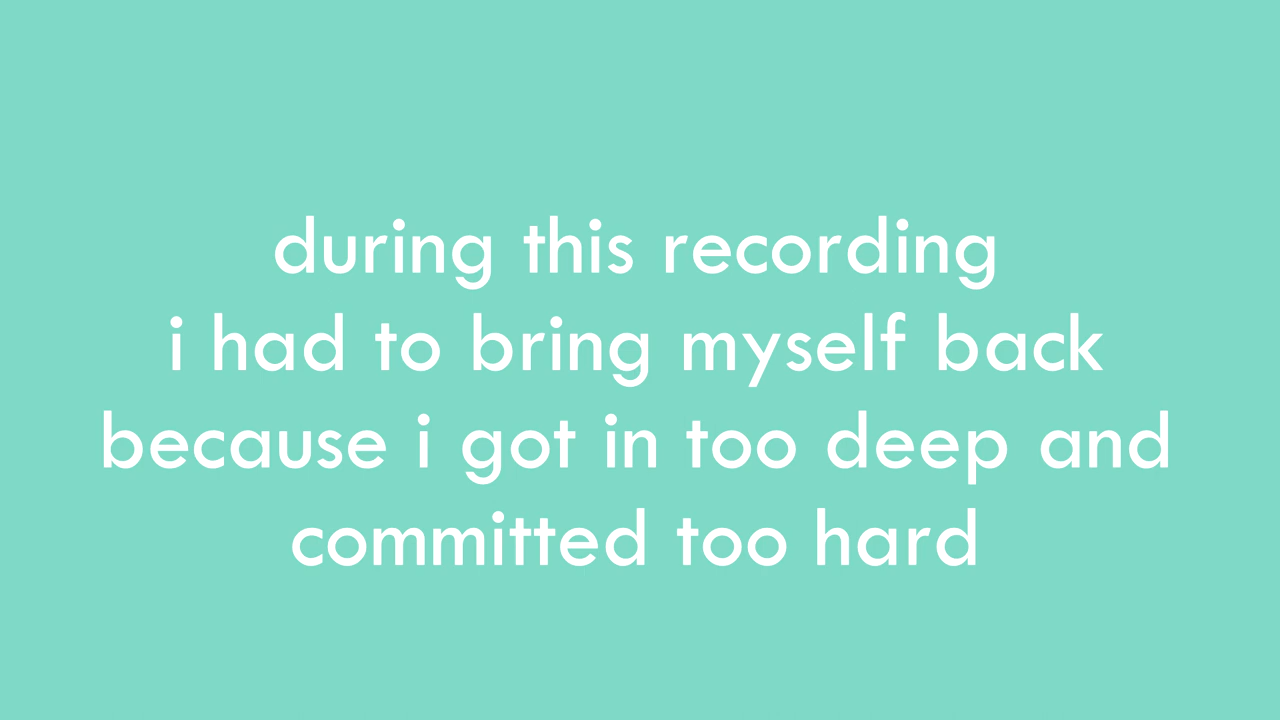 during this recording
i had to bring myself back
because i got in too deep and
committed too hard